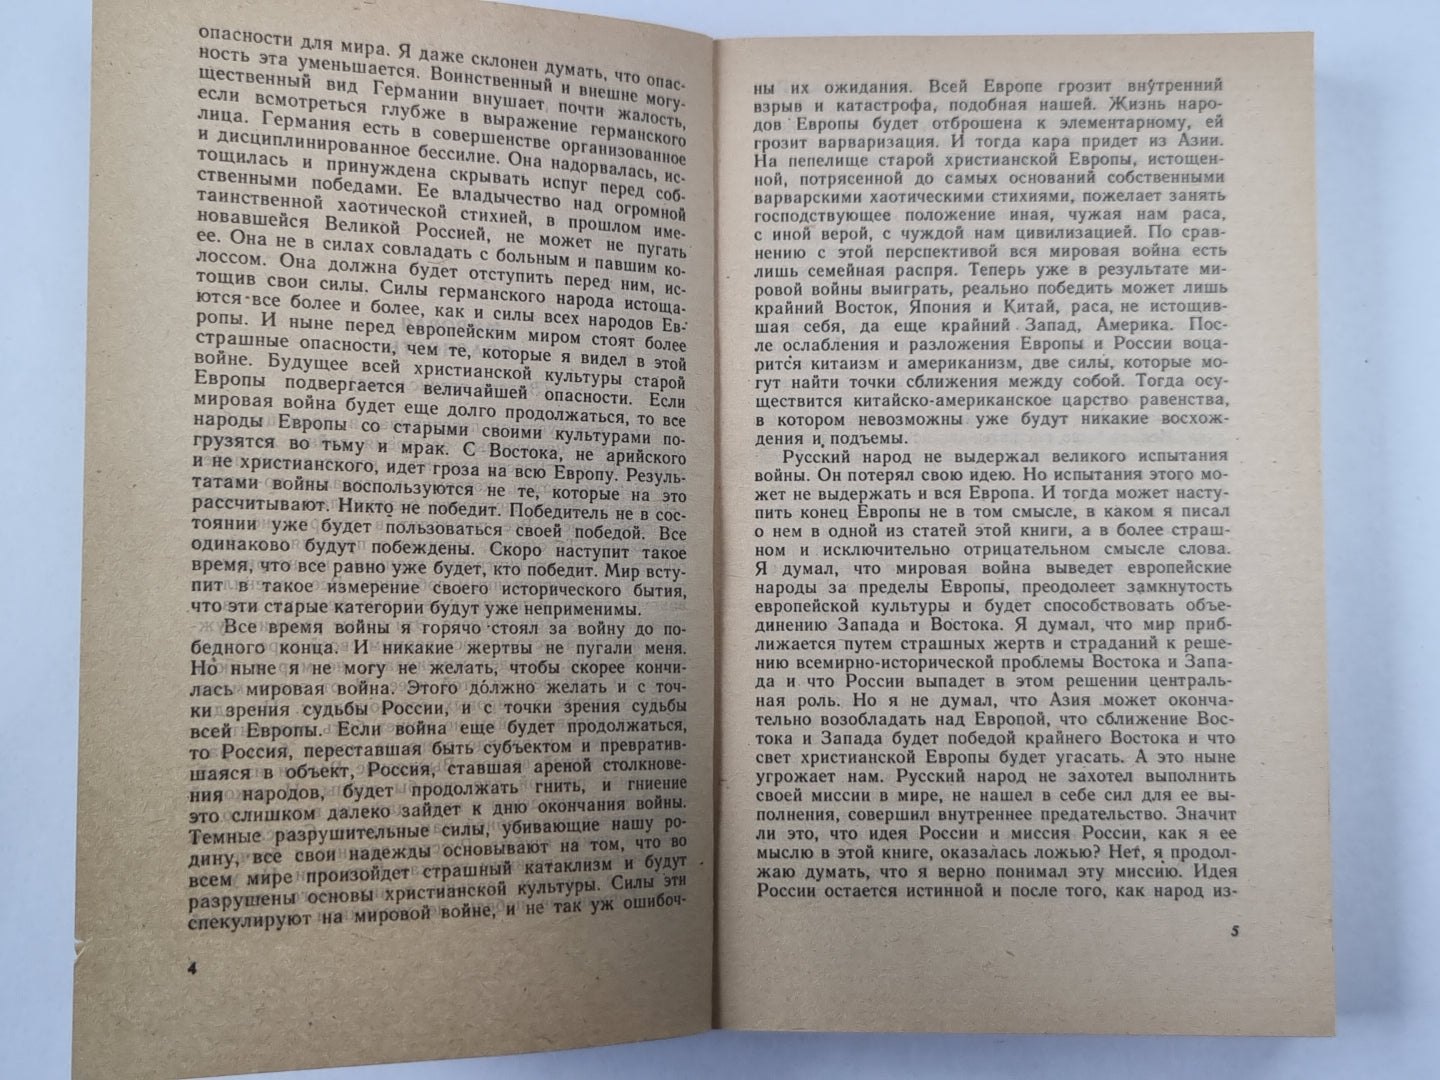 опасности для мира. Я даже склонен думать, что опас-
ность эта уменьшается. Воинственный и внешне могу-
щественный вид Германии внушает почти жалость,
если всмотреться глубже в выражение германского
лица. Германия есть в совершенстве организованное
и дисциплинированное бессилие. Она надорвалась, ис-
тощилась и принуждена скрывать испуг перед соб-
ственными победами. Ее владычество над огромной
таинственной хаотической стихией, в прошлом име-
новавшейся Великой Россией, не может не пугать
ее. Она не в силах совладать с больным и павшим ко-
лоссом. Она должна будет отступить перед ним, ис-
тощив свои силы. Силы германского народа истоща-
ются все более и более, как и силы всех народов Ев-
ропы. И ныне перед европейским миром стоят более
страшные опасности, чем те, которые я видел в этой
войне. Будущее всей христианской культуры старой
Европы подвергается величайшей опасности. Если
мировая война будет еще долго продолжаться, то все
народы Европы со старыми своими культурами по-
грузятся во тьму и мрак. С Востока, не арийского
и не христианского, идет гроза на всю Европу. Резуль-
татами войны воспользуются не те, которые на это
рассчитывают. Никто не победит. Победитель не в сос-
тоянии уже будет пользоваться своей победой. Все
одинаково будут побеждены. Скоро наступит такое
время, что все равно уже будет, кто победит. Мир всту-
пит в такое измерение своего исторического бытия,
что эти старые категории будут уже неприменимы.
Все время войны я горячо стоял за войну до по-
бедного конца. И никакие жертвы не пугали меня.
Но ныне я не могу не желать, чтобы скорее кончи-
лась мировая война. Этого должно желать и с точ-
ки зрения судьбы России, и с точки зрения судьбы
всей Европы. Если война еще будет продолжаться,
то Россия, переставшая быть субъектом и преврати­в-
шаяся в объект, Россия, ставшая ареной столкнове-
ния народов, будет продолжать гнить, и гниение
это слишком далеко зайдет к дню окончания войны.
Темные разрушительные силы, убивающие нашу ро-
дину, все свои надежды основывают на том, что во
всем мире произойдет страшный катаклизм и будут
разрушены основы христианской культуры. Силы эти
спекулируют на мировой войне, и не так уж ошибоч-
4
ны их ожидания. Всей Европе грозит внутренний
взрыв и катастрофа, подобная нашей. Жизнь наро-
дов Европы будет отброшена к элементарному, ей
грозит варваризация. И тогда кара придет из Азии.
На пепелище старой христианской Европы, истощен-
ной, потрясенной до самых оснований собственными
варварскими хаотическими стихиями, пожелает занять
господствующее положение иная, чужая нам раса,
с иной верой, с чуждой нам цивилизацией. По срав-
нению с этой перспективой вся мировая война есть
лишь семейная распря. Теперь уже в результате ми-
ровой войны выиграть, реально победить может лишь
крайний Восток, Япония и Китай, раса, не истощив-
шая себя, да еще крайний Запад, Америка. Пос-
ле ослабления и разложения Европы и России воца-
рится китаизм и американизм, две силы, которые мо-
гут найти точки сближения между собой. Тогда осу-
ществится китайско-американское царство равенства,
в котором невозможны уже будут никакие восхож-
дения и подъемы.
Русский народ не выдержал великого испытания
войны. Он потерял свою идею. Но испытания этого мо-
жет не выдержать и вся Европа. И тогда может насту-
пить конец Европы не в том смысле, в каком я писал
о нем в одной из статей этой книги, а в более страш-
ном и исключительно отрицательном смысле слова.
Я думал, что мировая война выведет европейские
народы за пределы Европы, преодолеет замкнутость
европейской культуры и будет способствовать объе-
динению Запада и Востока. Я думал, что мир приб-
лижается путем страшных жертв и страданий к реше-
нию всемирно-исторической проблемы Востока и Запа-
да и что России выпадет в этом решении централь-
ная роль. Но я не думал, что Азия может оконча-
тельно возобладать над Европой, что сближение Вос-
тока и Запада будет победой крайнего Востока и что
свет христианской Европы будет угасать. А это ныне
угрожает нам. Русский народ не захотел выполнить
своей миссии в мире, не нашел в себе сил для ее вы-
полнения, совершил внутреннее предательство. Значит
ли это, что идея России и миссия России, как я ее
мыслю в этой книге, оказалась ложью? Нет, я продол-
жаю думать, что я верно понимал эту миссию. Идея
России остается истинной и после того, как народ из-
5